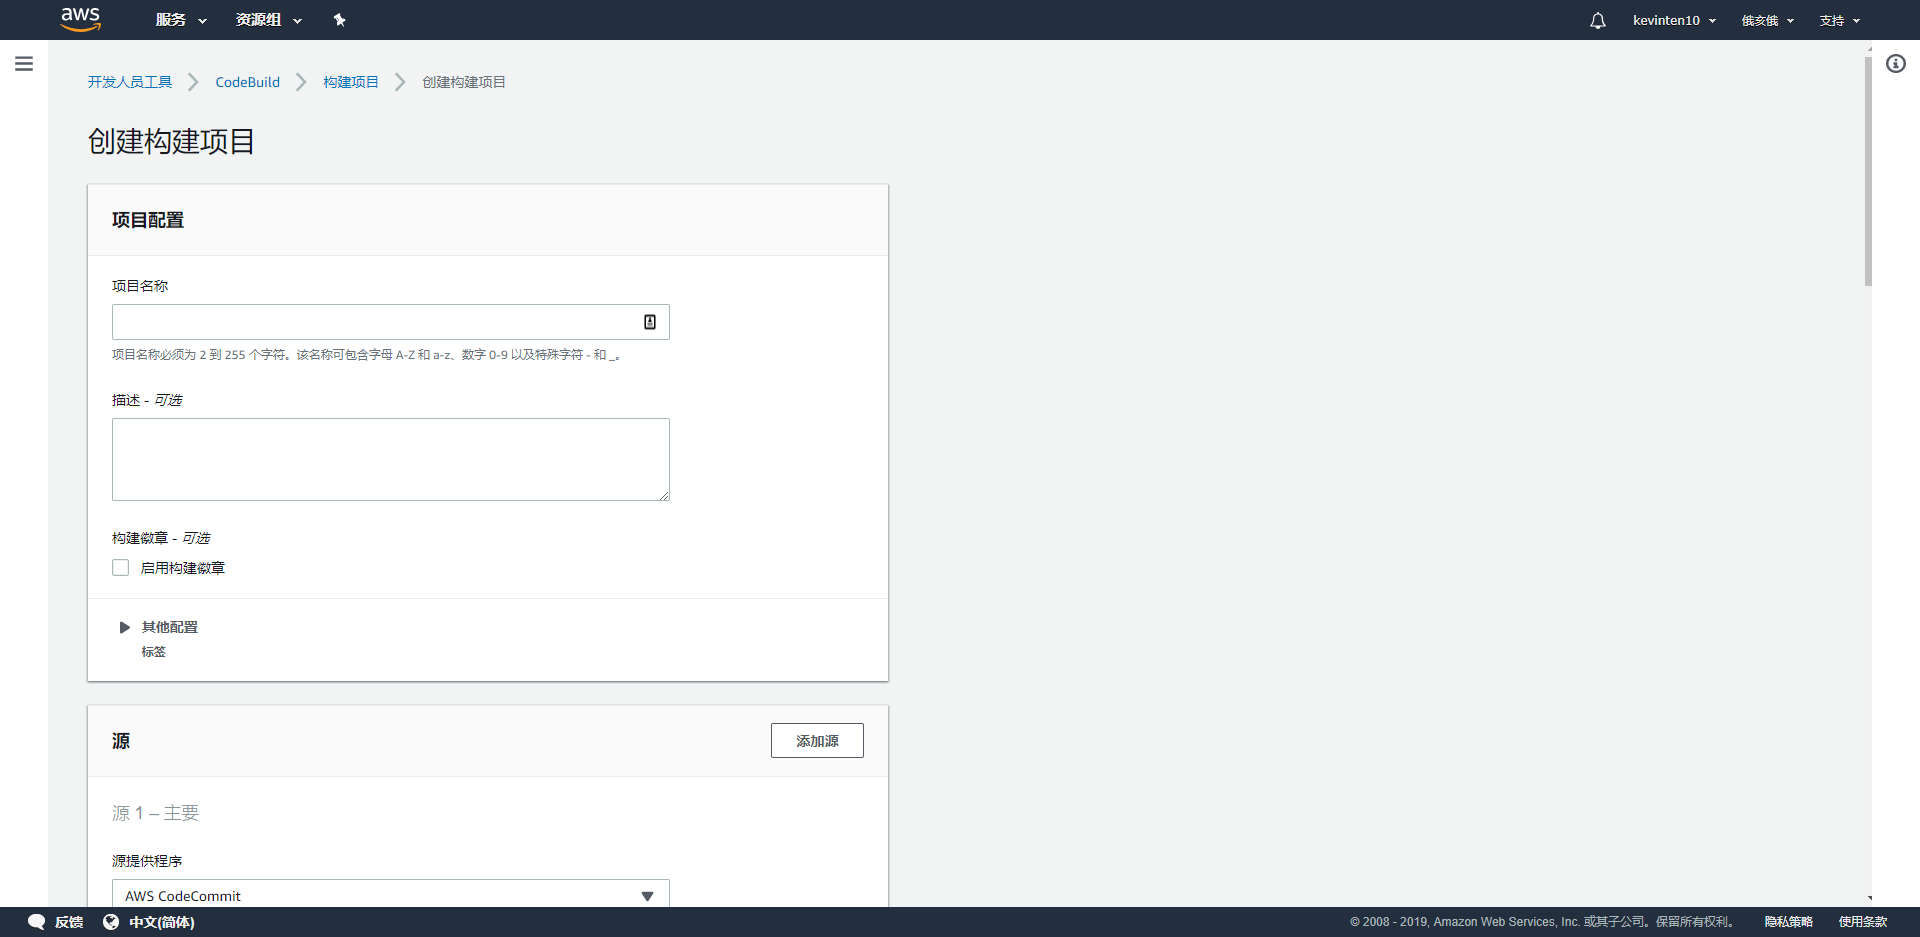 aws 服务 资源组 kevinten10 俄亥俄 支持
开发人员工具 CodeBuild 构建项目 创建构建项目
创建构建项目
项目配置
项目名称
项目名称必须为 2 到 255 个字符。该名称可包含字母 A-Z 和 a-z、数字 0-9 以及特殊字符 - 和 _。
描述 - 可选
构建徽章 - 可选
启用构建徽章
其他配置
标签
源 添加源
源 1 – 主要
源提供程序
AWS CodeCommit
反馈 中文(简体) © 2008 - 2019, Amazon Web Services, Inc. 或其子公司。保留所有权利。 隐私策略 使用条款